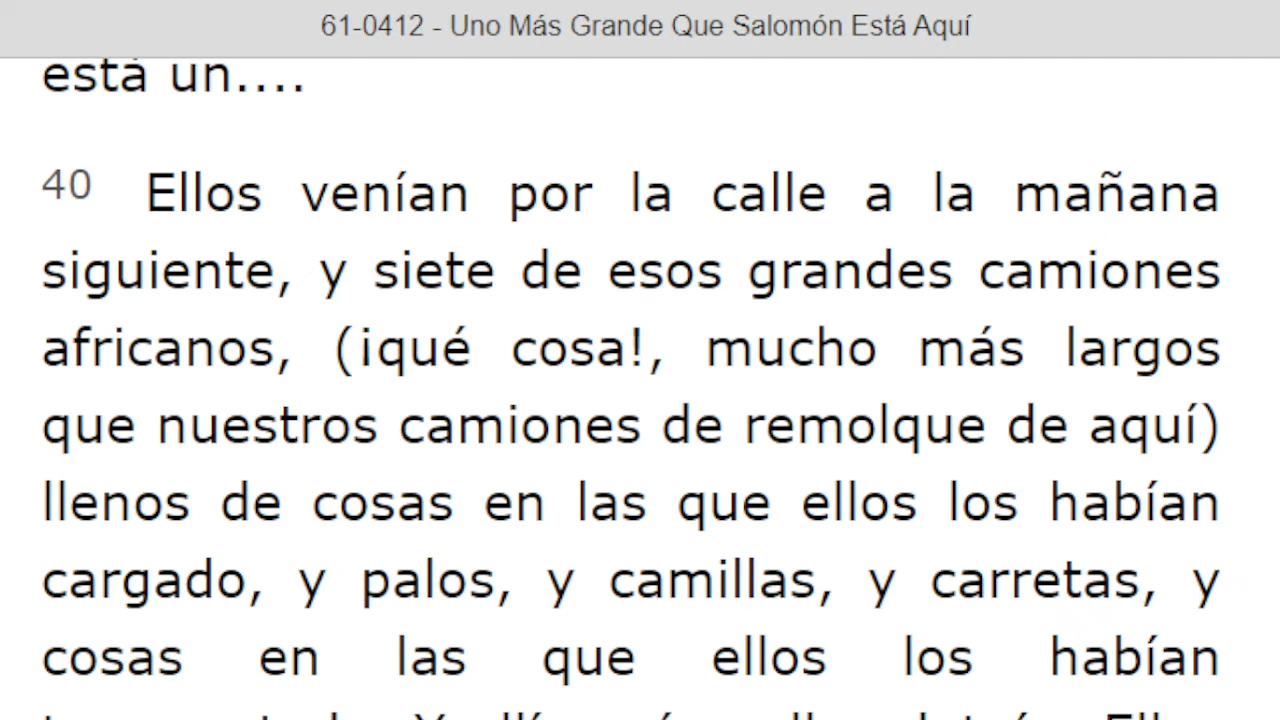 61-0412 - Uno Más Grande Que Salomón Está Aquí
está un....
40 Ellos venían por la calle a la mañana
siguiente, y siete de esos grandes camiones
africanos, (¡qué cosa!, mucho más largos
que nuestros camiones de remolque de aquí)
llenos de cosas en las que ellos los habían
cargado, y palos, y camillas, y carretas, y
cosas en las que ellos los habían